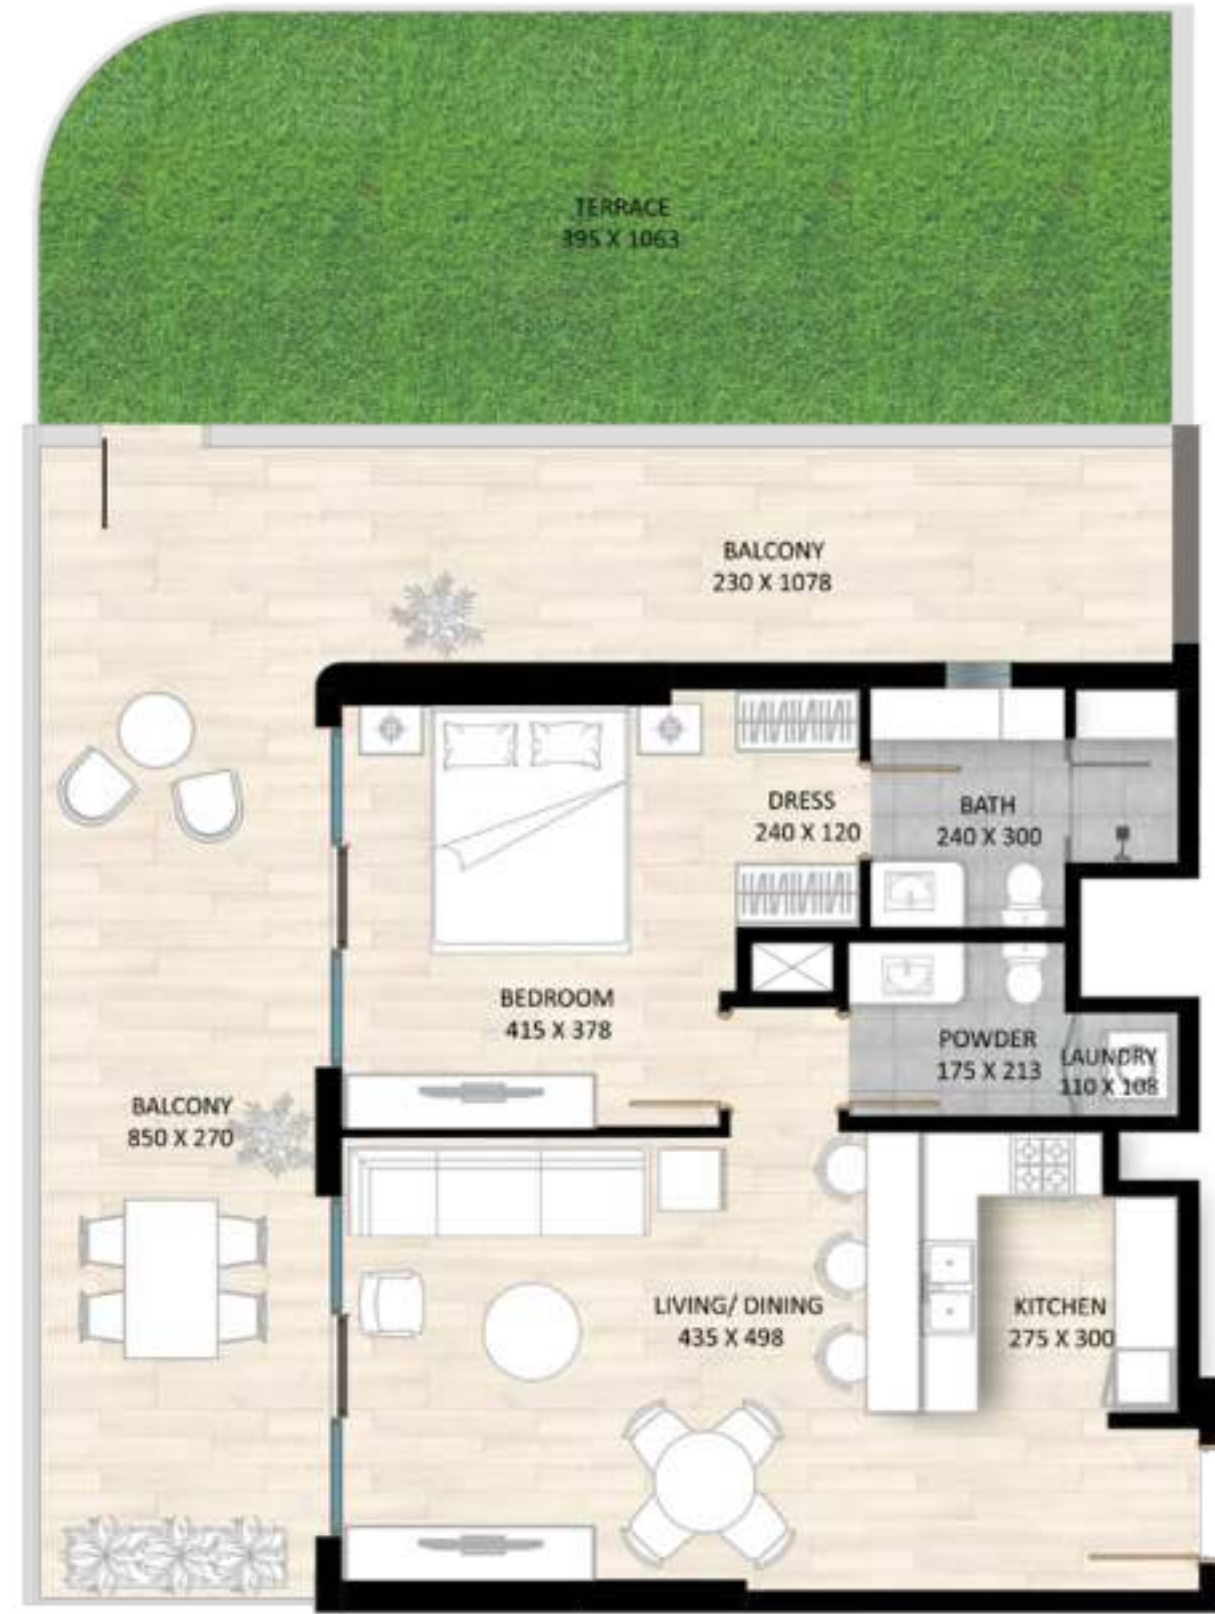 TERRACE
395 X 1063
BALCONY
230 X 1078
DRESS
240 X 120
BATH
240 X 300
BEDROOM
415 X 378
POWDER
175 X 213
LAUNDRY
110 X 108
BALCONY
850 X 270
LIVING/ DINING
435 X 498
KITCHEN
275 X 300